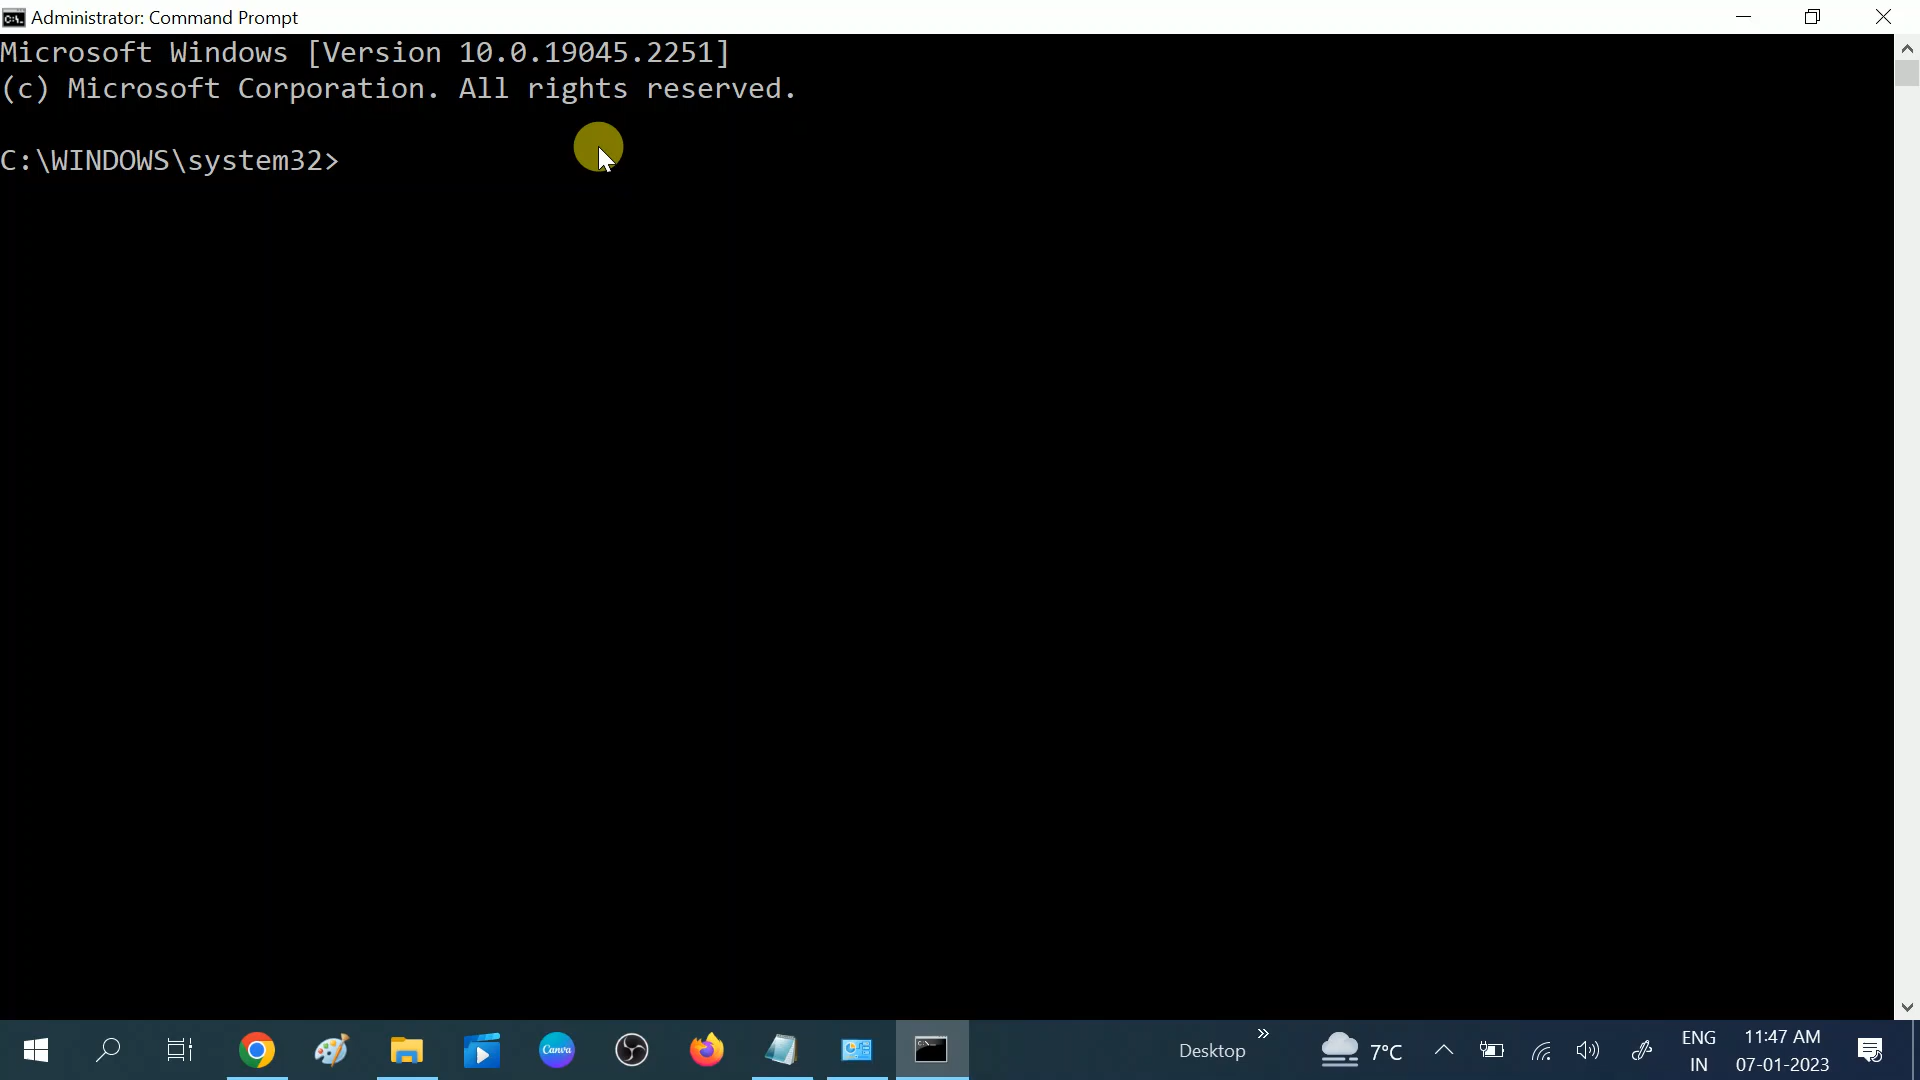 Administrator: Command Prompt
Microsoft Windows [Version 10.0.19045.2251]
(c) Microsoft Corporation. All rights reserved.
C:\WINDOWS\system32>
Canva
Desktop
7°C
ENG
IN
11:47 AM
07-01-2023